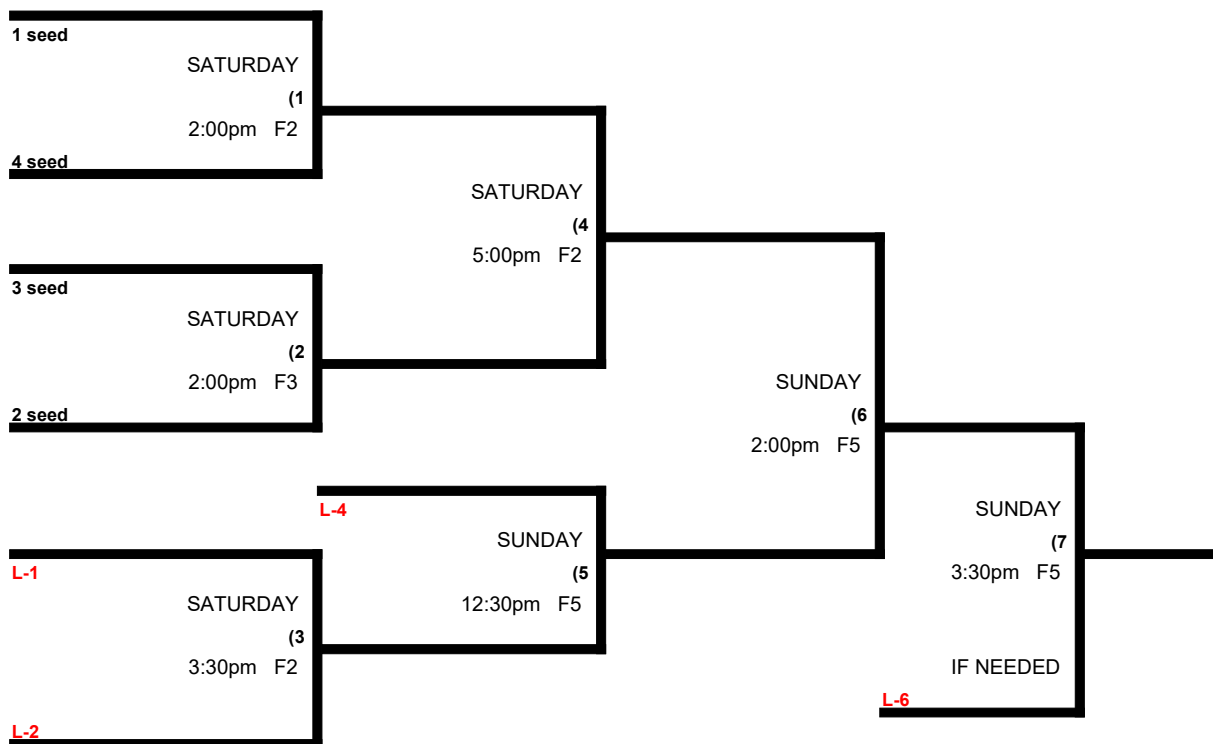 1 seed
SATURDAY
(1
2:00pm F2
4 seed
SATURDAY
(4
5:00pm F2
3 seed
SATURDAY
(2
2:00pm F3
2 seed
SUNDAY
(6
2:00pm F5
L-4
SUNDAY
(5
12:30pm F5
SUNDAY
(7
3:30pm F5
L-1
SATURDAY
(3
3:30pm F2
IF NEEDED
L-6
L-2